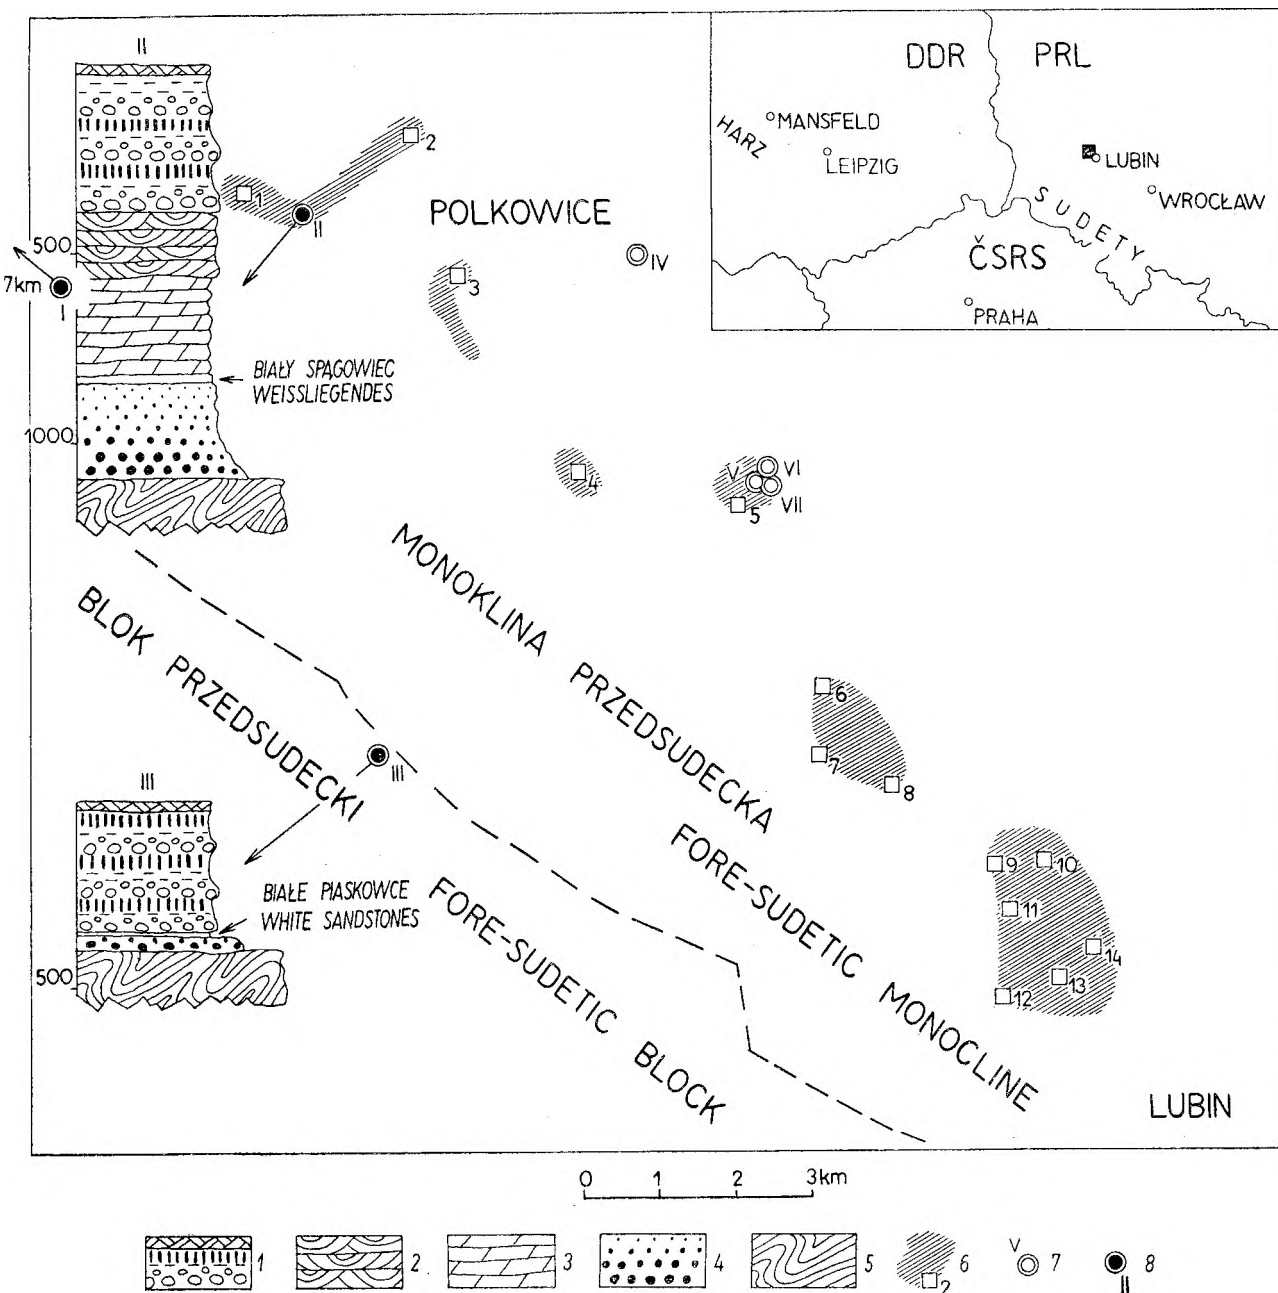 II
DDR PRL
HARZ
MANSFELD
LEIPZIG
LUBIN
WROCŁAW
SUDETY
ČSRS
PRAHA
2
1
II
POLKOWICE
IV
500
7km
I
3
BIAŁY SPĄGOWIEC
WEISSLIEGENDES
1000
4
V
VI
VII
5
MONOKLINA PRZEDSUDECKA
BLOK PRZEDSUDECKI
6
7
8
III
III
FORE-SUDETIC MONOCLINE
FORE-SUDETIC BLOCK
BIAŁE PIASKOWCE
WHITE SANDSTONES
500
9
10
11
14
13
12
LUBIN
0 1 2 3km
1 2 3 4 5 6 V 7 8
2 II